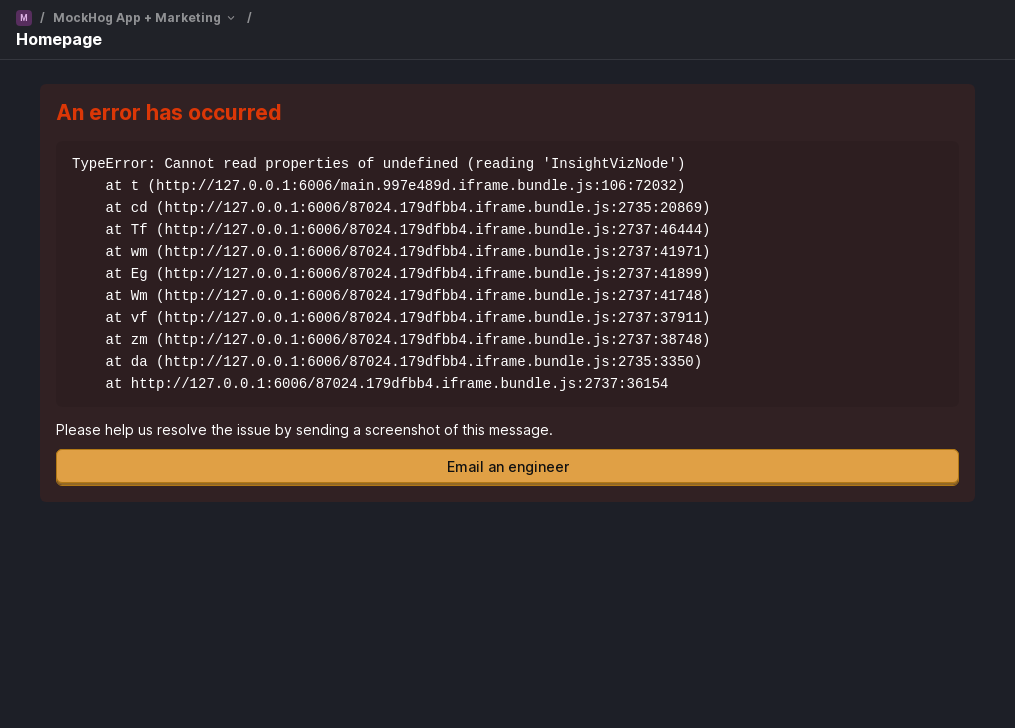 M / MockHog App + Marketing /
Homepage
An error has occurred
TypeError: Cannot read properties of undefined (reading 'InsightVizNode')
    at t (http://127.0.0.1:6006/main.997e489d.iframe.bundle.js:106:72032)
    at cd (http://127.0.0.1:6006/87024.179dfbb4.iframe.bundle.js:2735:20869)
    at Tf (http://127.0.0.1:6006/87024.179dfbb4.iframe.bundle.js:2737:46444)
    at wm (http://127.0.0.1:6006/87024.179dfbb4.iframe.bundle.js:2737:41971)
    at Eg (http://127.0.0.1:6006/87024.179dfbb4.iframe.bundle.js:2737:41899)
    at Wm (http://127.0.0.1:6006/87024.179dfbb4.iframe.bundle.js:2737:41748)
    at vf (http://127.0.0.1:6006/87024.179dfbb4.iframe.bundle.js:2737:37911)
    at zm (http://127.0.0.1:6006/87024.179dfbb4.iframe.bundle.js:2737:38748)
    at da (http://127.0.0.1:6006/87024.179dfbb4.iframe.bundle.js:2735:3350)
    at http://127.0.0.1:6006/87024.179dfbb4.iframe.bundle.js:2737:36154
Please help us resolve the issue by sending a screenshot of this message.
Email an engineer